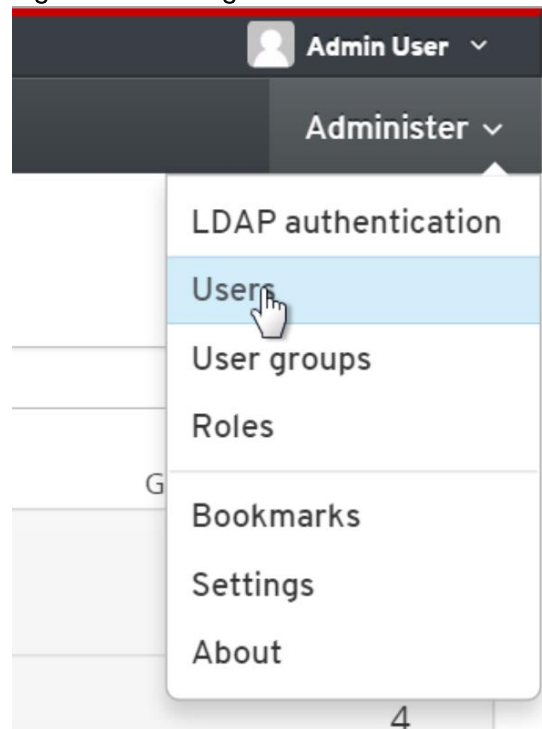 Admin User
Administer
LDAP authentication
Users
User groups
Roles
G
Bookmarks
Settings
About
4